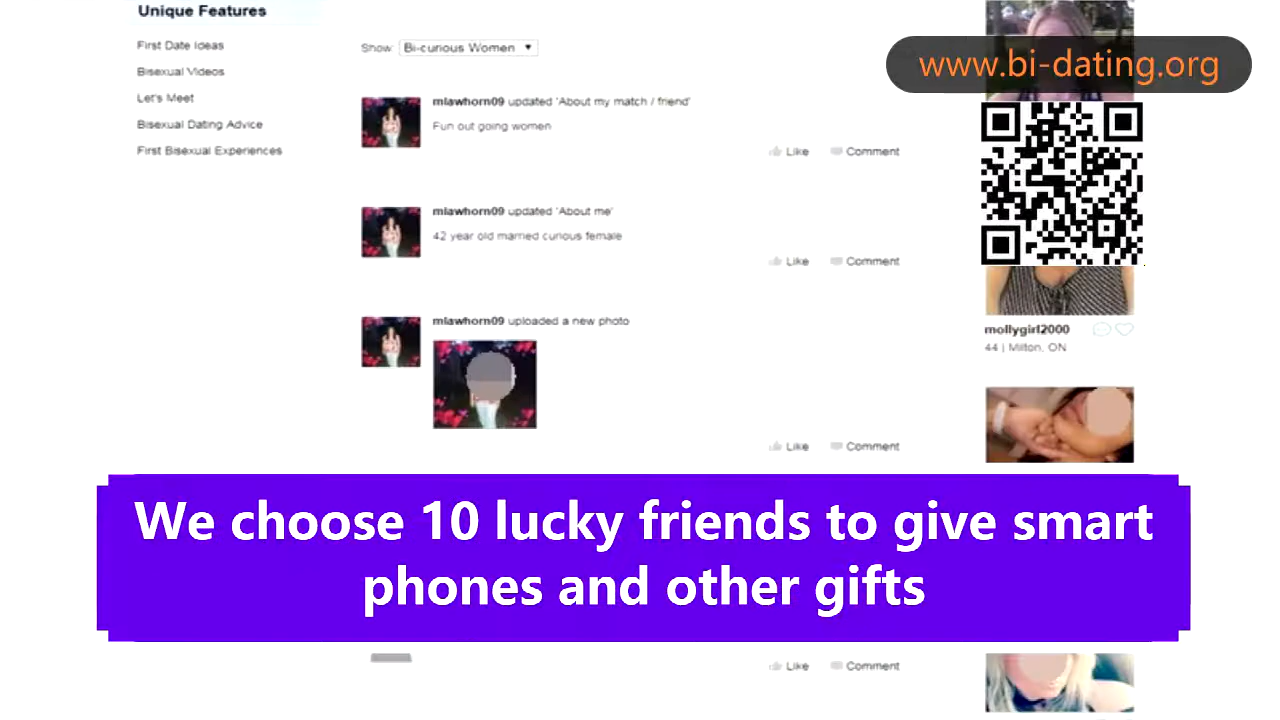 Unique Features
First Date Ideas
Bisexual Videos
Let's Meet
Bisexual Dating Advice
First Bisexual Experiences
Show: Bi-curious Women
mlawhorn09 updated 'About my match / friend'
Fun out going women
Like Comment
mlawhorn09 updated 'About me'
42 year old married curious female
Like Comment
mlawhorn09 uploaded a new photo
Like Comment
www.bi-dating.org
mollygirl2000
44 | Milton, ON
We choose 10 lucky friends to give smart
phones and other gifts
Like Comment